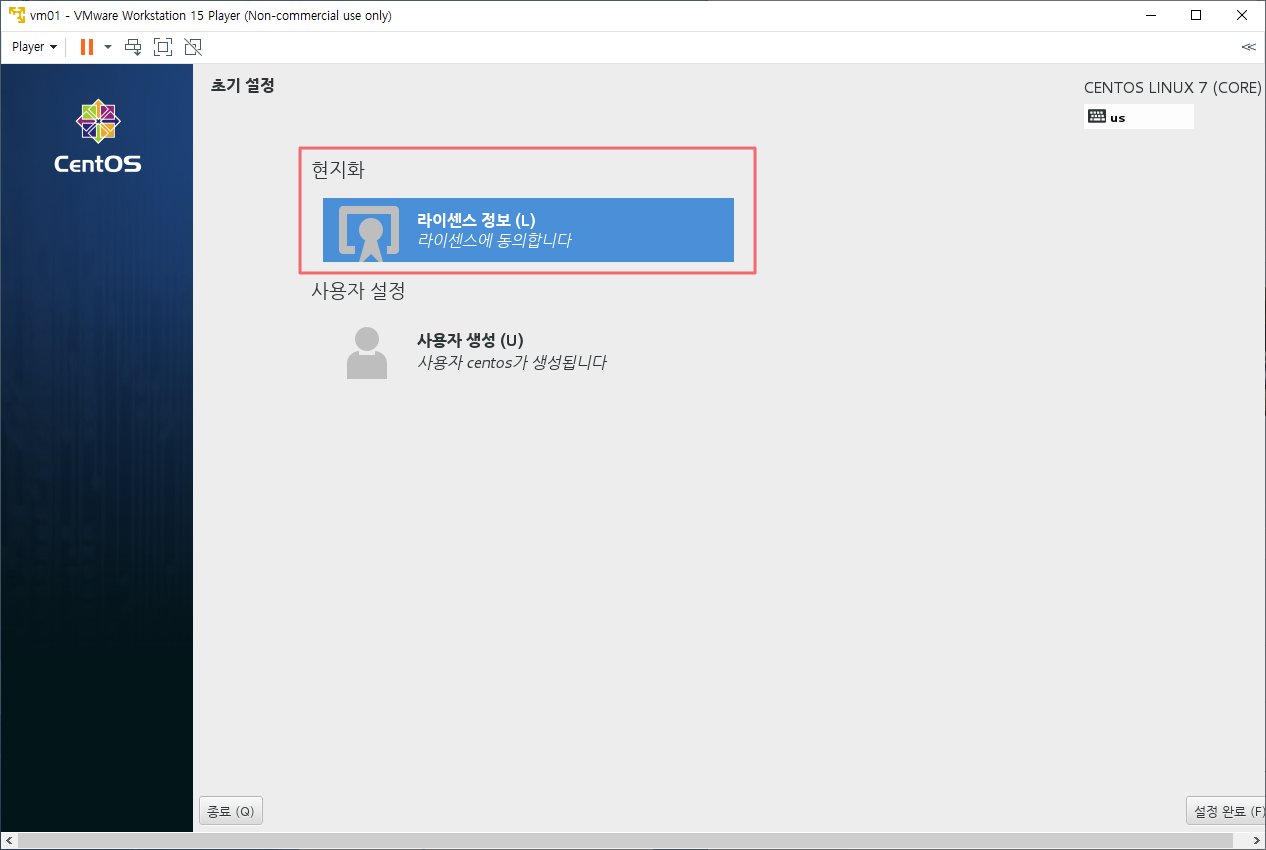 vm01 - VMware Workstation 15 Player (Non-commercial use only)
Player
CentOS
초기 설정
CENTOS LINUX 7 (CORE)
us
현지화
라이센스 정보 (L)
라이센스에 동의합니다
사용자 설정
사용자 생성 (U)
사용자 centos가 생성됩니다
종료 (Q)
설정 완료 (F)